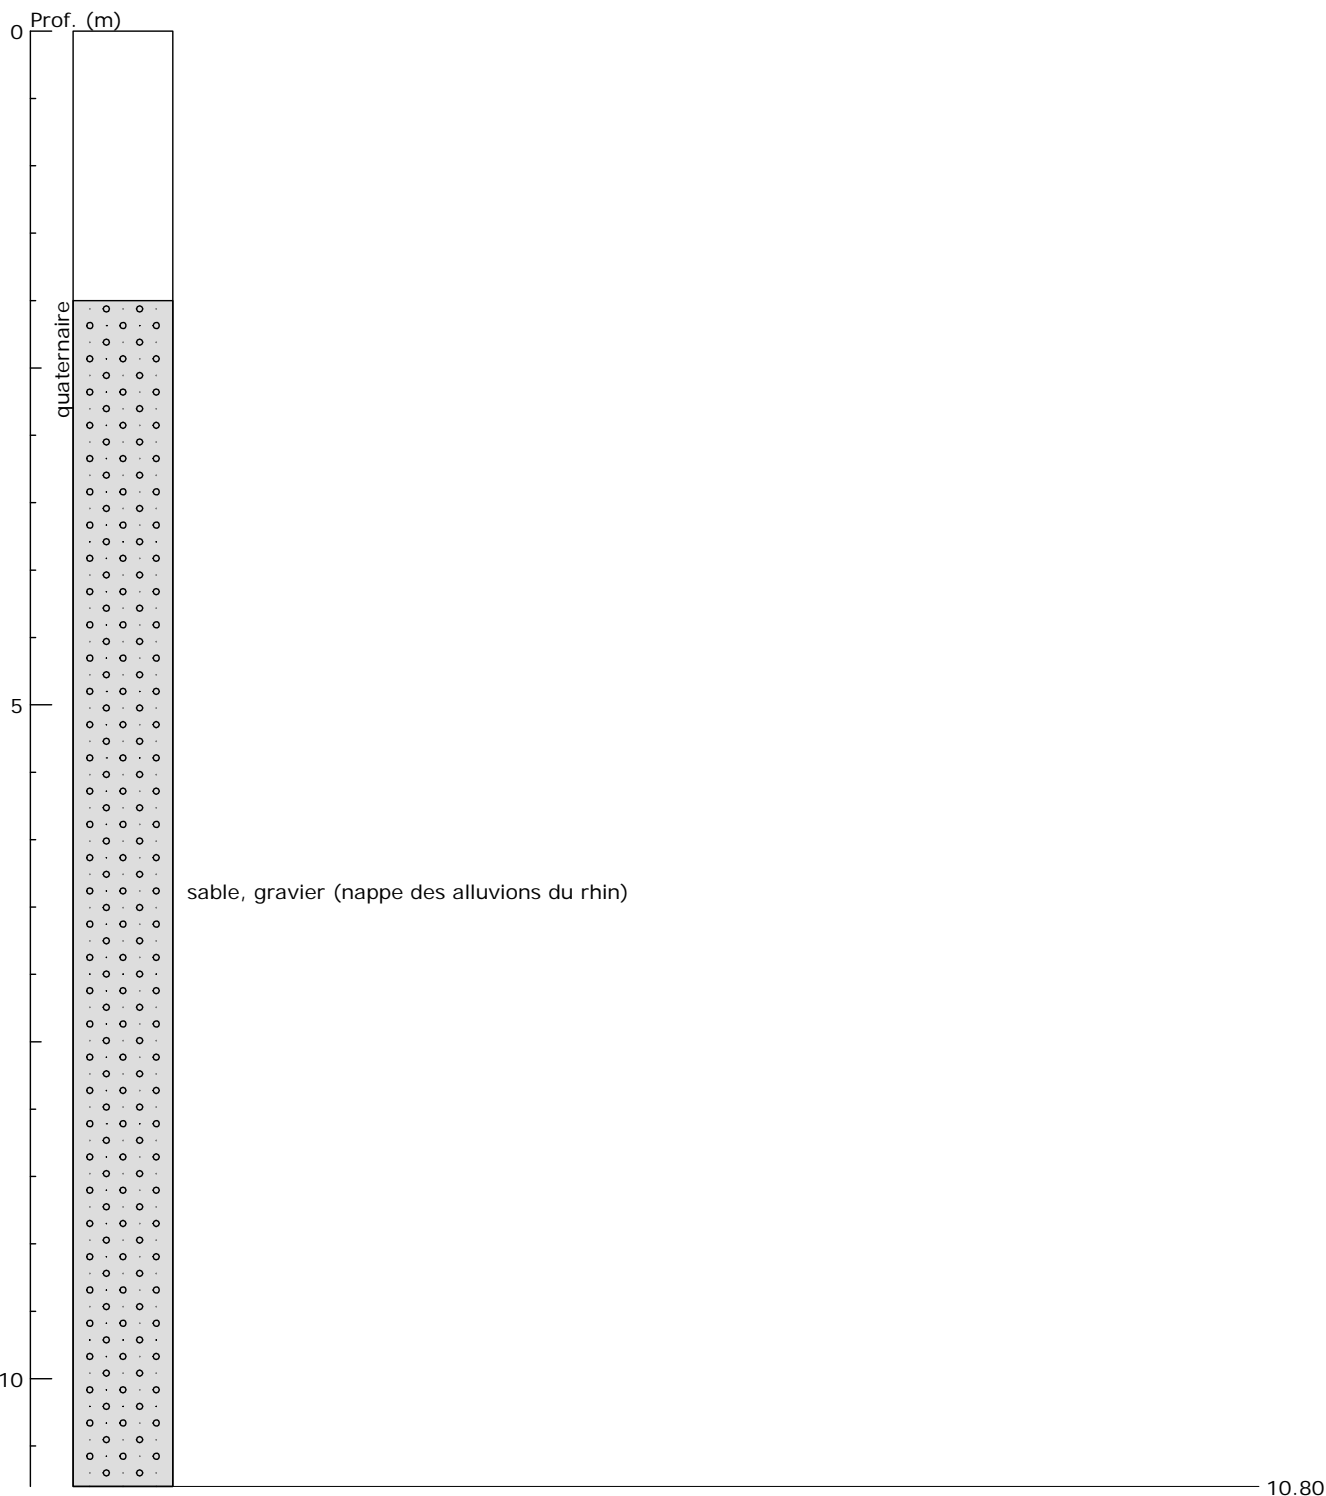 Prof. (m)
0
quaternaire
5
sable, gravier (nappe des alluvions du rhin)
10
10.80